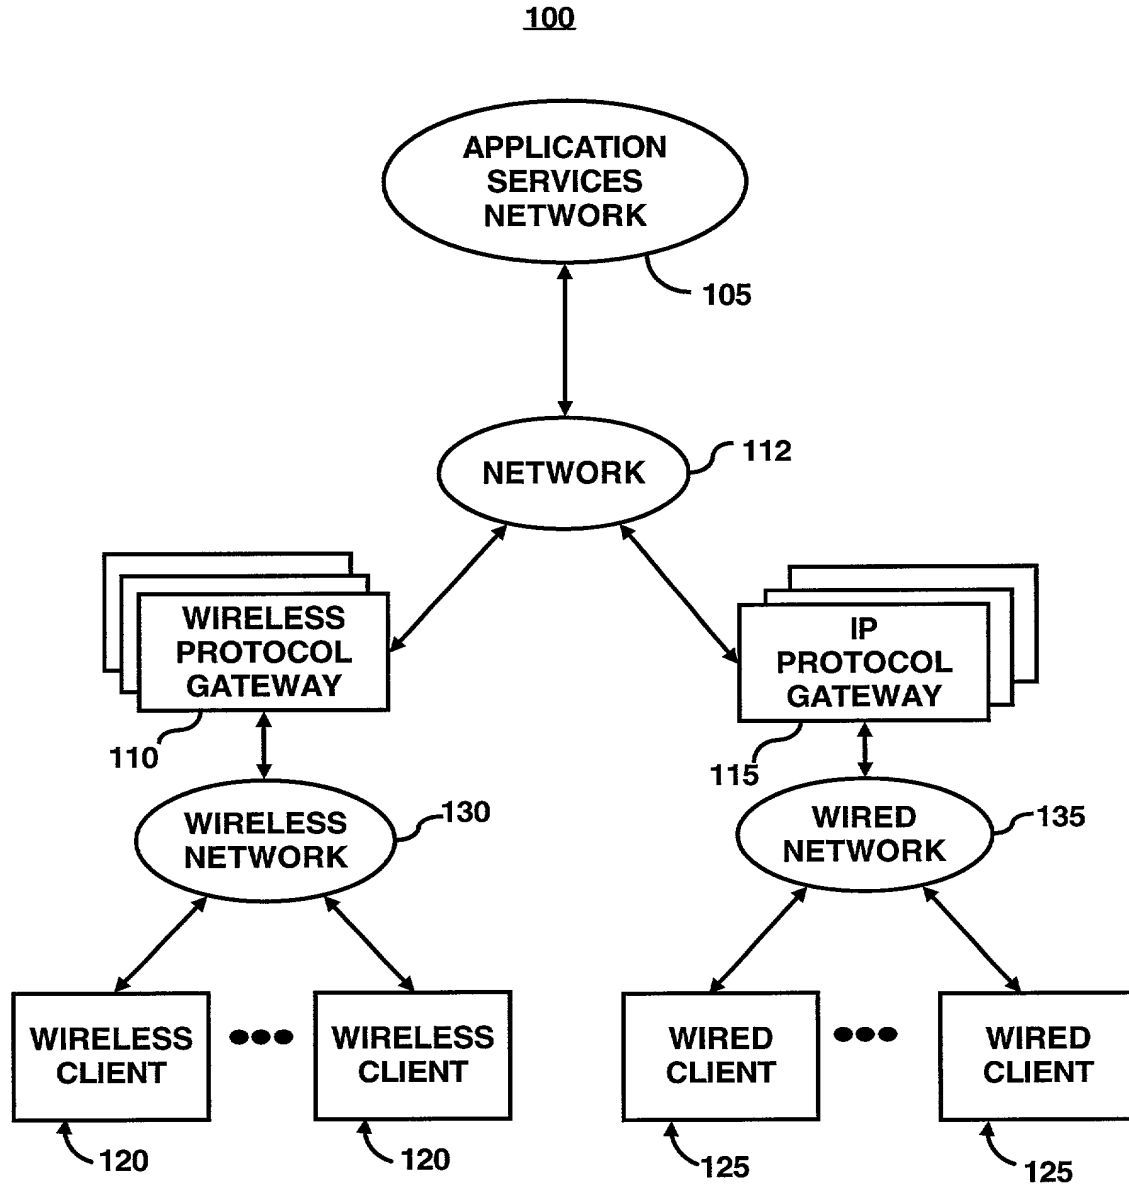 100
APPLICATION
SERVICES
NETWORK
105
NETWORK
112
WIRELESS
PROTOCOL
GATEWAY
110
IP
PROTOCOL
GATEWAY
115
WIRELESS
NETWORK
130
WIRED
NETWORK
135
WIRELESS
CLIENT
120
WIRELESS
CLIENT
120
WIRED
CLIENT
125
WIRED
CLIENT
125